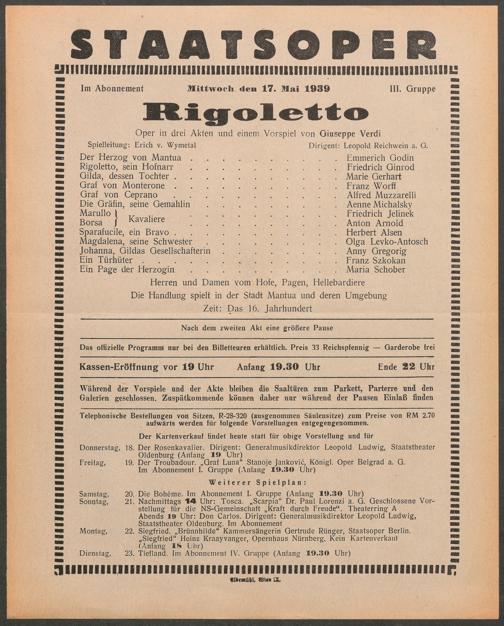 STAATSOPER
Im Abonnement Mittwoch den 17. Mai 1939 III. Gruppe
Rigoletto
Oper in drei Akten und einem Vorspiel von Giuseppe Verdi
Spielleitung: Erich v. Wymetal Dirigent: Leopold Reichwein a. G.
Der Herzog von Mantua . . . . . . . Emmerich Godin
Rigoletto, sein Hofnarr . . . . . . . Friedrich Ginrod
Gilda, dessen Tochter . . . . . . . Marie Gerhart
Graf von Monterone . . . . . . . Franz Worff
Graf von Ceprano . . . . . . . Alfred Muzzarelli
Die Gräfin, seine Gemahlin . . . . . . . Aenne Michalsky
Marullo } Kavaliere . . . . . . . Friedrich Jelinek
Borsa . . . . . . . Anton Arnold
Sparafucile, ein Bravo . . . . . . . Herbert Alsen
Magdalena, seine Schwester . . . . . . . Olga Levko-Antosch
Johanna, Gildas Gesellschafterin . . . . . . . Anny Gregorig
Ein Türhüter . . . . . . . Franz Szkokan
Ein Page der Herzogin . . . . . . . Maria Schober
Herren und Damen vom Hofe, Pagen, Hellebardiere
Die Handlung spielt in der Stadt Mantua und deren Umgebung
Zeit: Das 16. Jahrhundert
Nach dem zweiten Akt eine größere Pause
Das offizielle Programm nur bei den Billetteuren erhältlich. Preis 33 Reichspfennig — Garderobe frei
Kassen-Eröffnung vor 19 Uhr Anfang 19.30 Uhr Ende 22 Uhr
Während der Vorspiele und der Akte bleiben die Saaltüren zum Parkett, Parterre und den
Galerien geschlossen. Zuspätkommende können daher nur während der Pausen Einlaß finden
Telephonische Bestellungen von Sitzen, R-28-320 (ausgenommen Säulensitze) zum Preise von RM 2.70
aufwärts werden für folgende Vorstellungen entgegengenommen.
Der Kartenverkauf findet heute statt für obige Vorstellung und für
Donnerstag, 18. Der Rosenkavalier. Dirigent: Generalmusikdirektor Leopold Ludwig, Staatstheater
Oldenburg (Anfang 19 Uhr)
Freitag, 19. Der Troubadour. „Graf Luna" Stanoje Janković, Königl. Oper Belgrad a. G.
Im Abonnement I. Gruppe (Anfang 19.30 Uhr)
Weiterer Spielplan:
Samstag, 20. Die Bohême. Im Abonnement I. Gruppe (Anfang 19.30 Uhr)
Sonntag, 21. Nachmittags 14 Uhr: Tosca. „Scarpia" Dr. Paul Lorenzi a. G. Geschlossene Vor-
stellung für die NS-Gemeinschaft „Kraft durch Freude". Theaterring A
Abends 19 Uhr: Don Carlos. Dirigent: Generalmusikdirektor Leopold Ludwig,
Staatstheater Oldenburg. Im Abonnement
Montag, 22. Siegfried. „Brünnhilde" Kammersängerin Gertrude Rünger, Staatsoper Berlin.
„Siegfried" Heinz Kraayvanger, Opernhaus Nürnberg. Kein Kartenverkauf
(Anfang 18 Uhr)
Dienstag, 23. Tiefland. Im Abonnement IV. Gruppe (Anfang 19.30 Uhr)
Elbemühl, Wien IX.